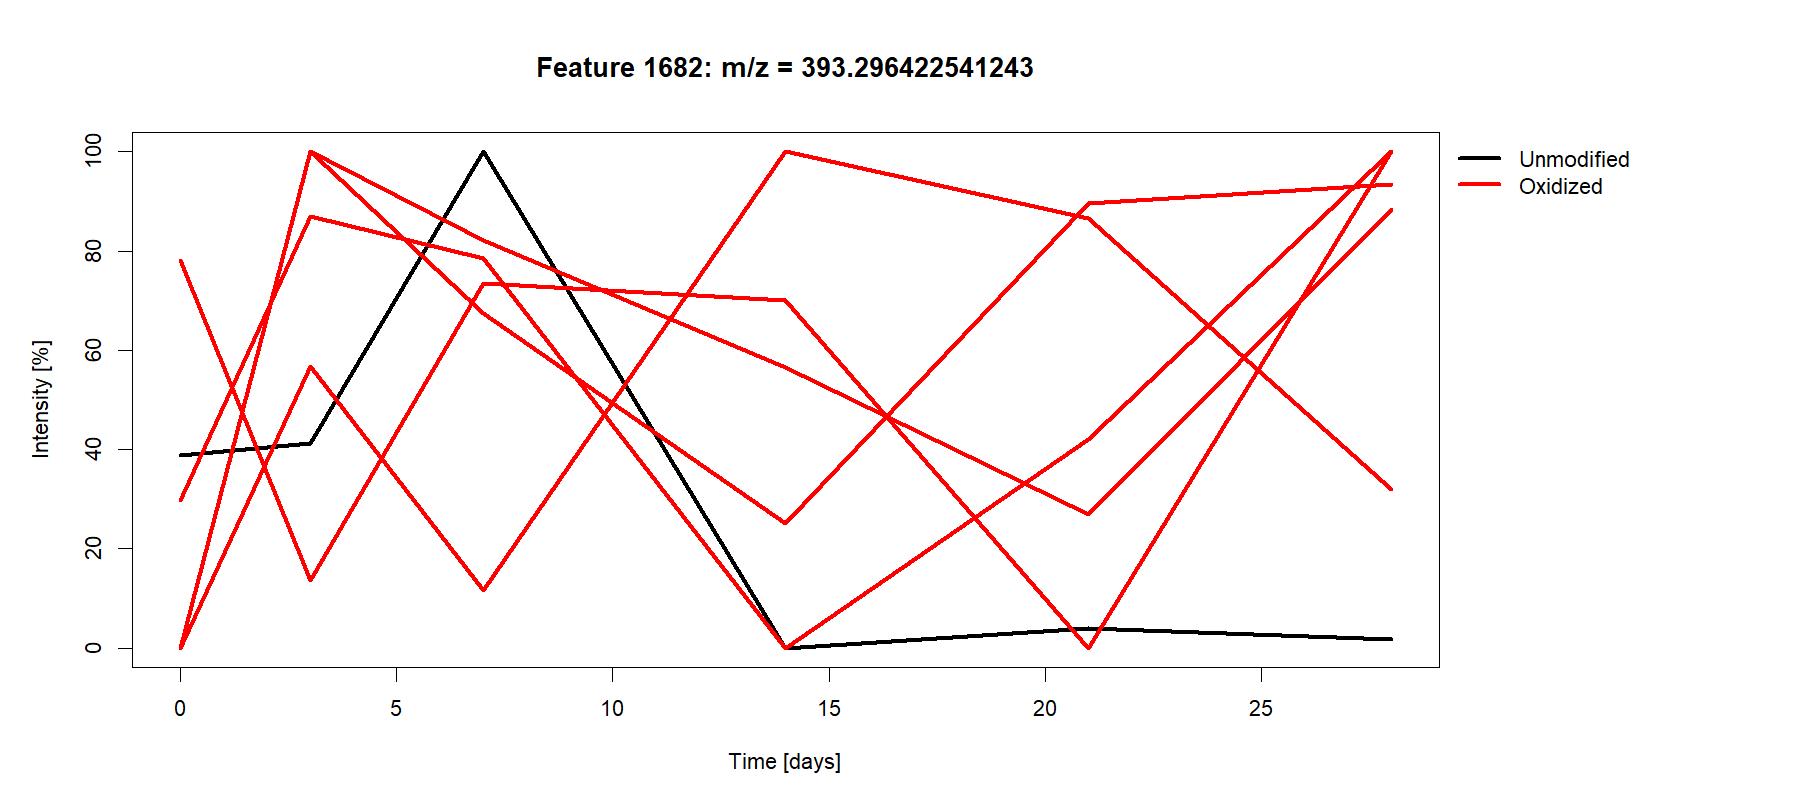 Feature 1682: m/z = 393.296422541243
Unmodified
Oxidized
Intensity [%]
100
80
60
40
20
0
0 5 10 15 20 25
Time [days]